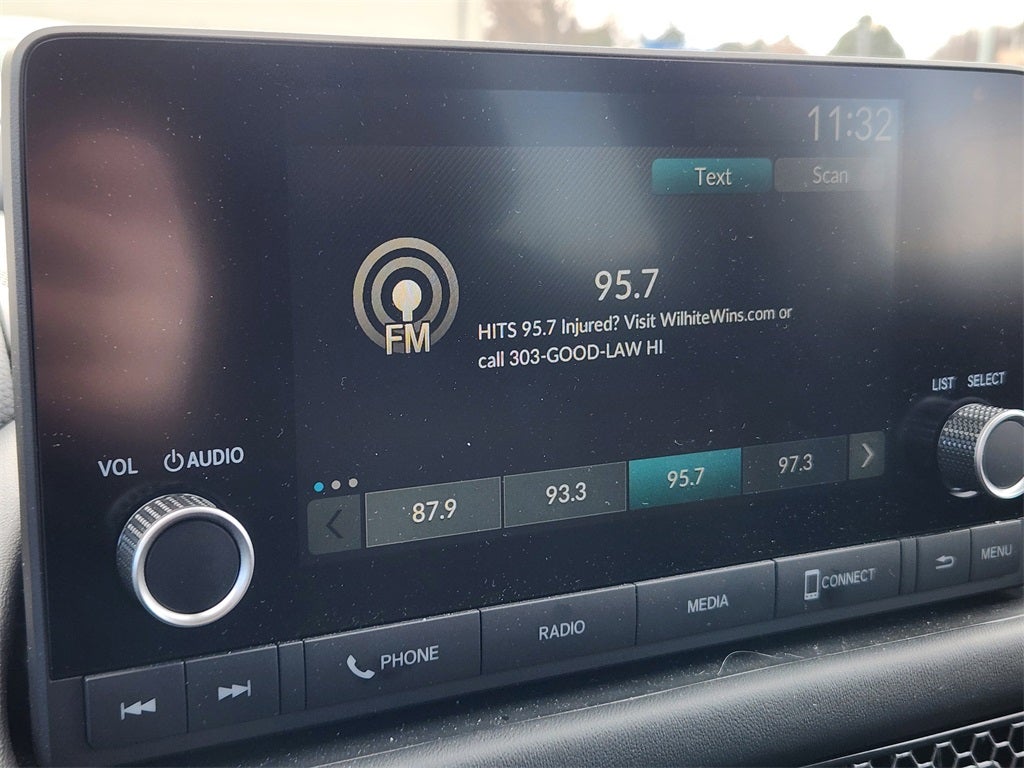 11:32
Text Scan
95.7
FM
HITS 95.7 Injured? Visit WilhiteWins.com or
call 303-GOOD-LAW HI
LIST SELECT
VOL AUDIO
87.9 93.3 95.7 97.3
PHONE RADIO MEDIA CONNECT MENU